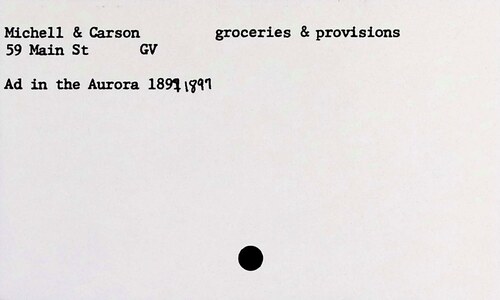 Michell & Carson groceries & provisions
59 Main St GV
Ad in the Aurora 1897 1897